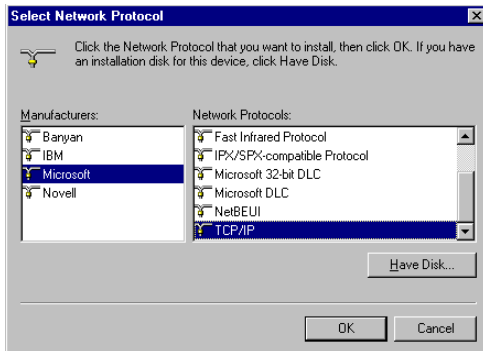 Select Network Protocol
Click the Network Protocol that you want to install, then click OK. If you have
an installation disk for this device, click Have Disk.
Manufacturers:
Banyan
IBM
Microsoft
Novell
Network Protocols:
Fast Infrared Protocol
IPX/SPX-compatible Protocol
Microsoft 32-bit DLC
Microsoft DLC
NetBEUI
TCP/IP
Have Disk...
OK
Cancel